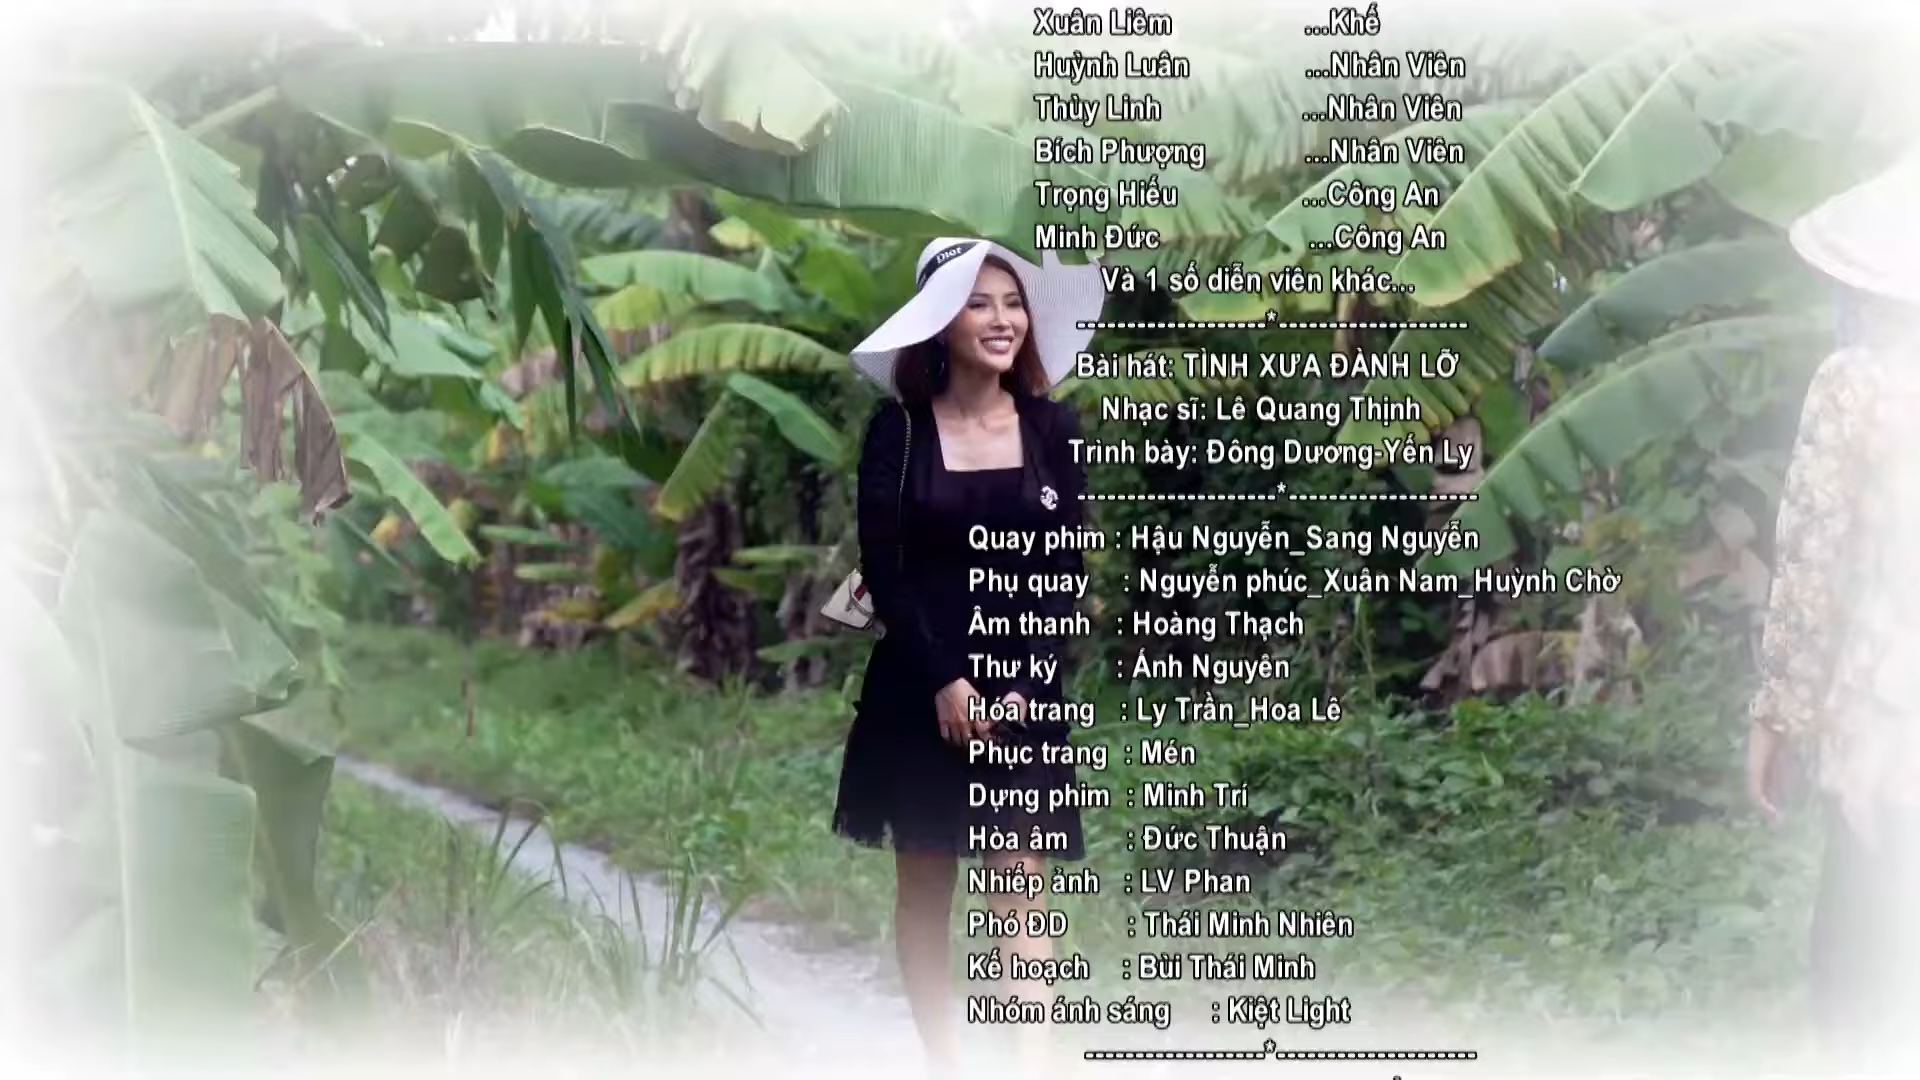 Xuân Liêm ...Khế
Huỳnh Luân ...Nhân Viên
Thùy Linh ...Nhân Viên
Bích Phượng ...Nhân Viên
Trọng Hiếu ...Công An
Minh Đức ...Công An
Dior
Và 1 số diễn viên khác...
-------------------*-------------------
Bài hát: TÌNH XƯA ĐÀNH LỠ
Nhạc sĩ: Lê Quang Thịnh
Trình bày: Đông Dương-Yến Ly
--------------------*-------------------
Quay phim : Hậu Nguyễn_Sang Nguyễn
Phụ quay : Nguyễn phúc_Xuân Nam_Huỳnh Chờ
Âm thanh : Hoàng Thạch
Thư ký : Ánh Nguyên
Hóa trang : Ly Trần_Hoa Lê
Phục trang : Mén
Dựng phim : Minh Trí
Hòa âm : Đức Thuận
Nhiếp ảnh : LV Phan
Phó ĐD : Thái Minh Nhiên
Kế hoạch : Bùi Thái Minh
Nhóm ánh sáng : Kiệt Light
------------------*--------------------